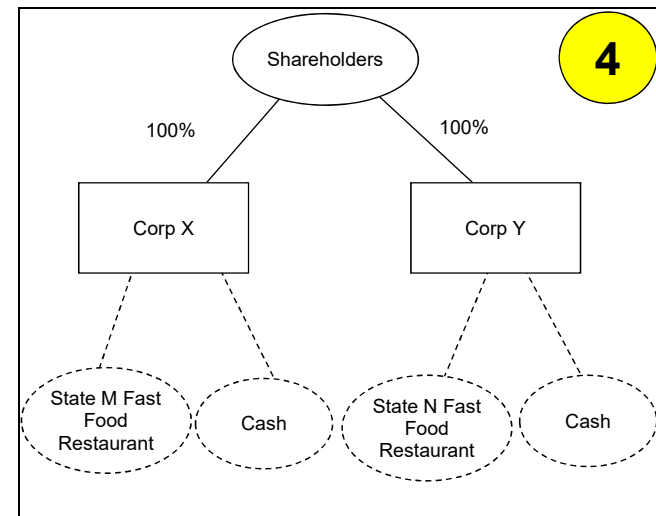 Shareholders
4
100%
100%
Corp X
Corp Y
State M Fast
Food
Restaurant
Cash
State N Fast
Food
Restaurant
Cash